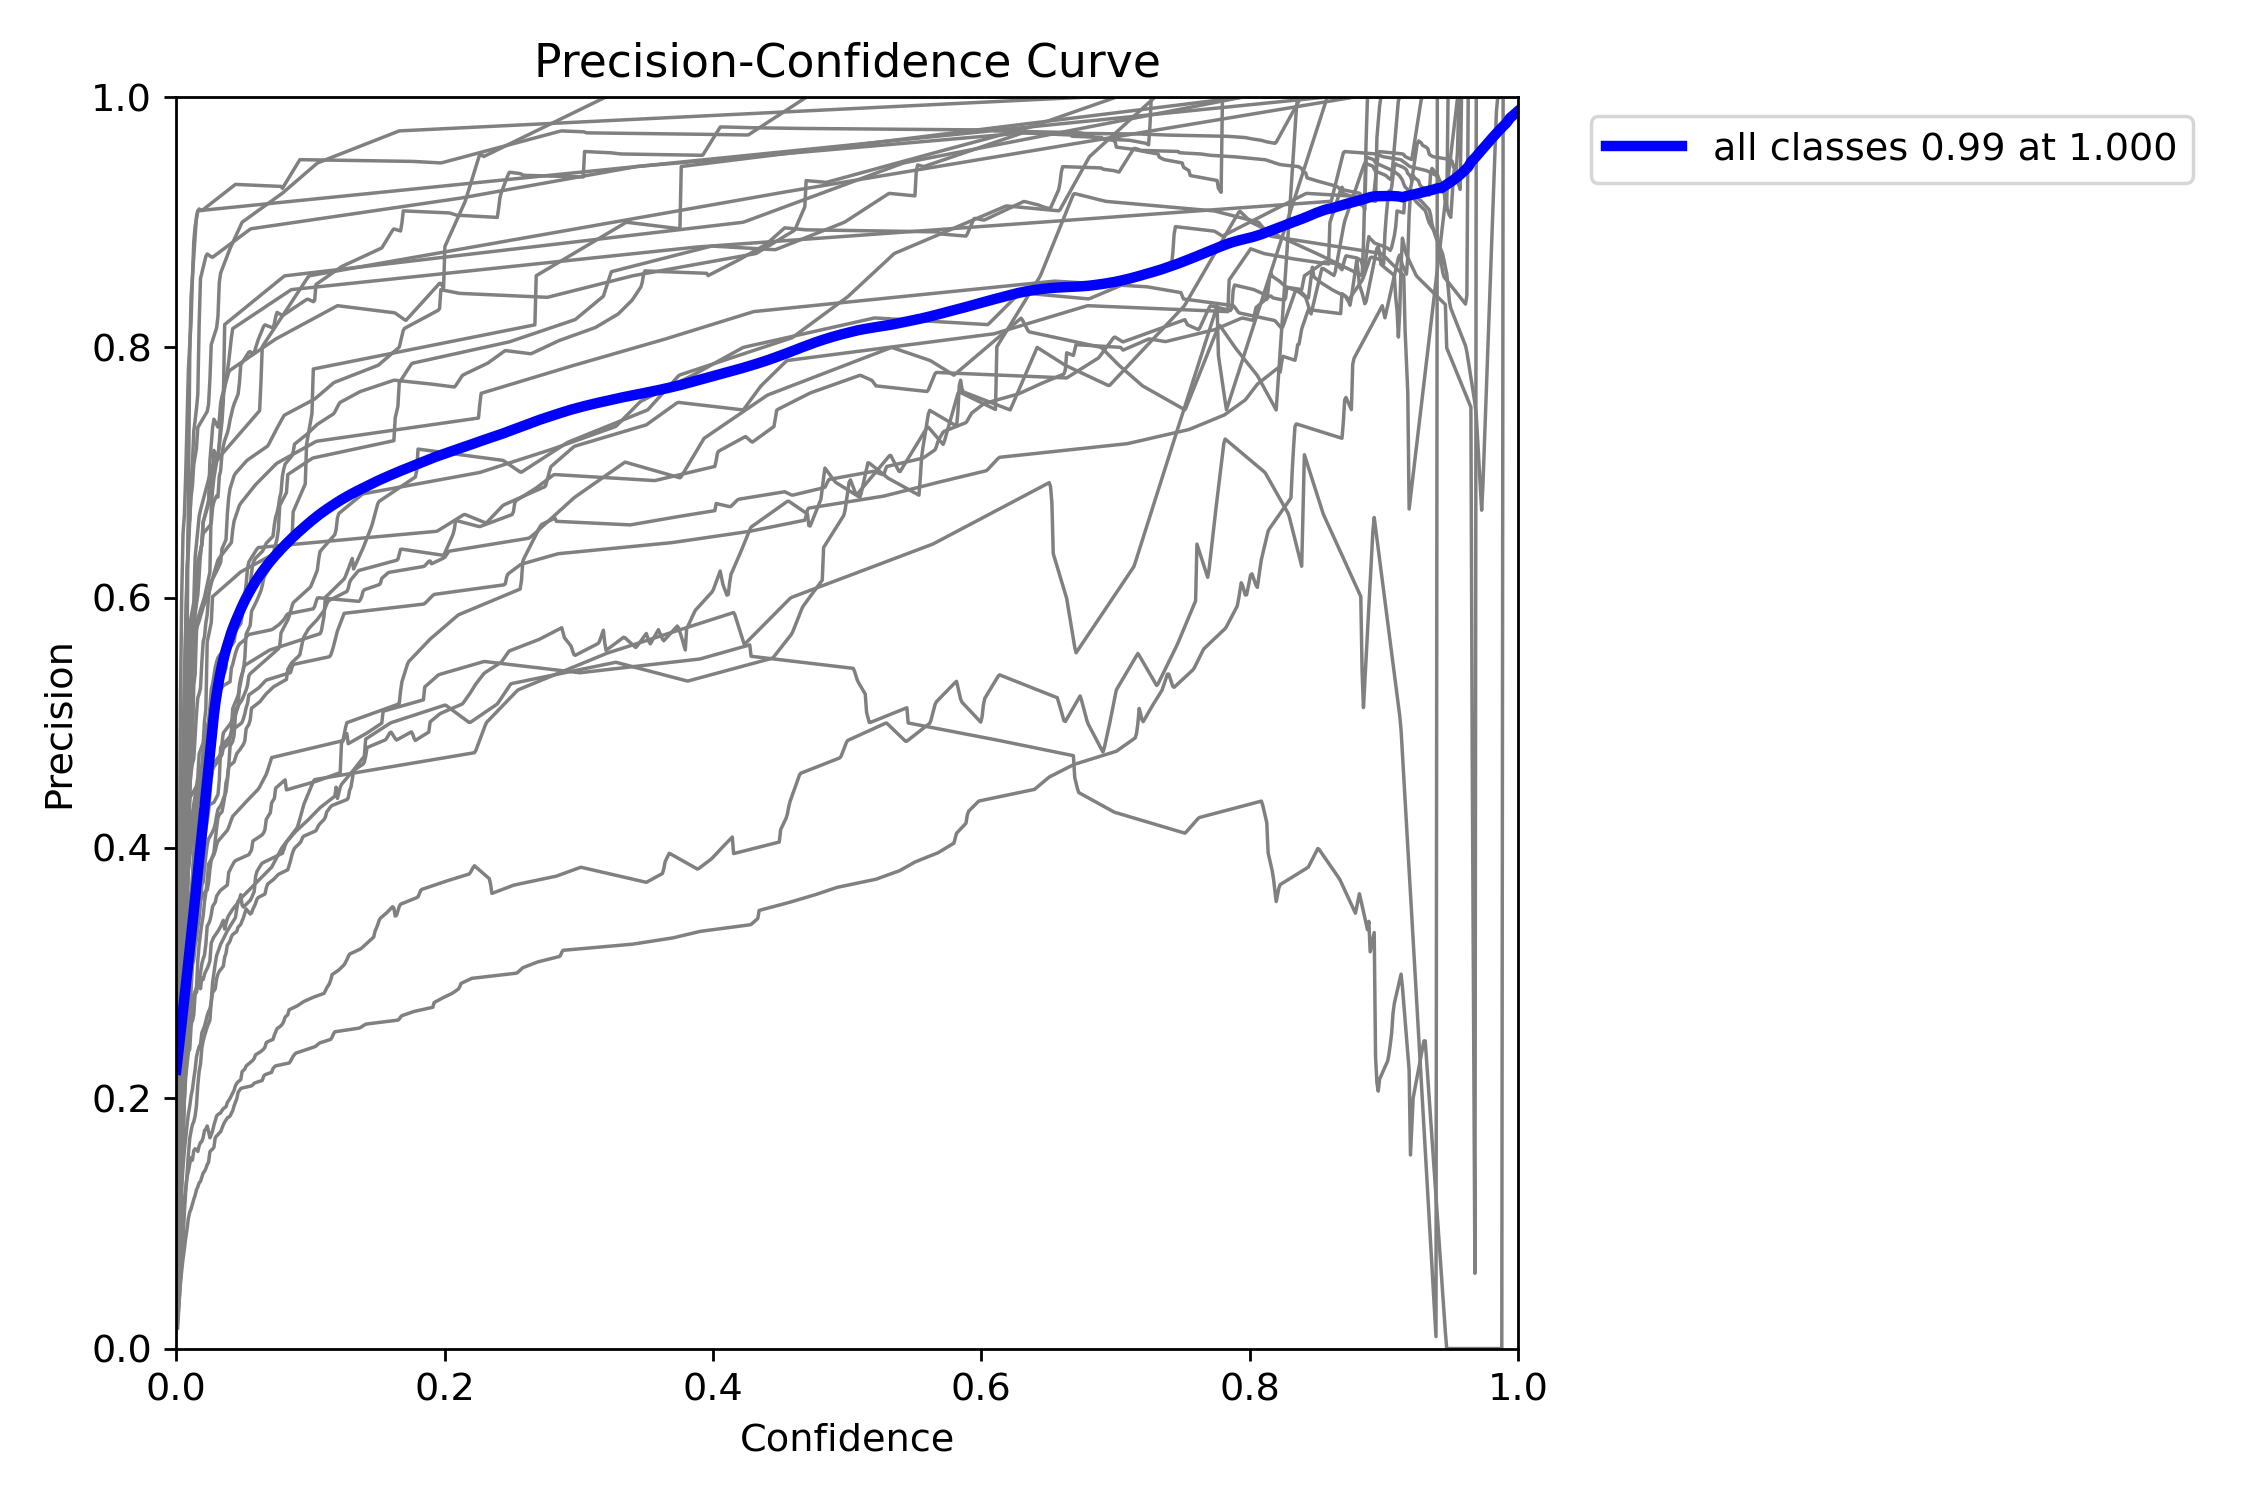 Precision-Confidence Curve
all classes 0.99 at 1.000
Precision
1.0
0.8
0.6
0.4
0.2
0.0
0.0 0.2 0.4 0.6 0.8 1.0
Confidence